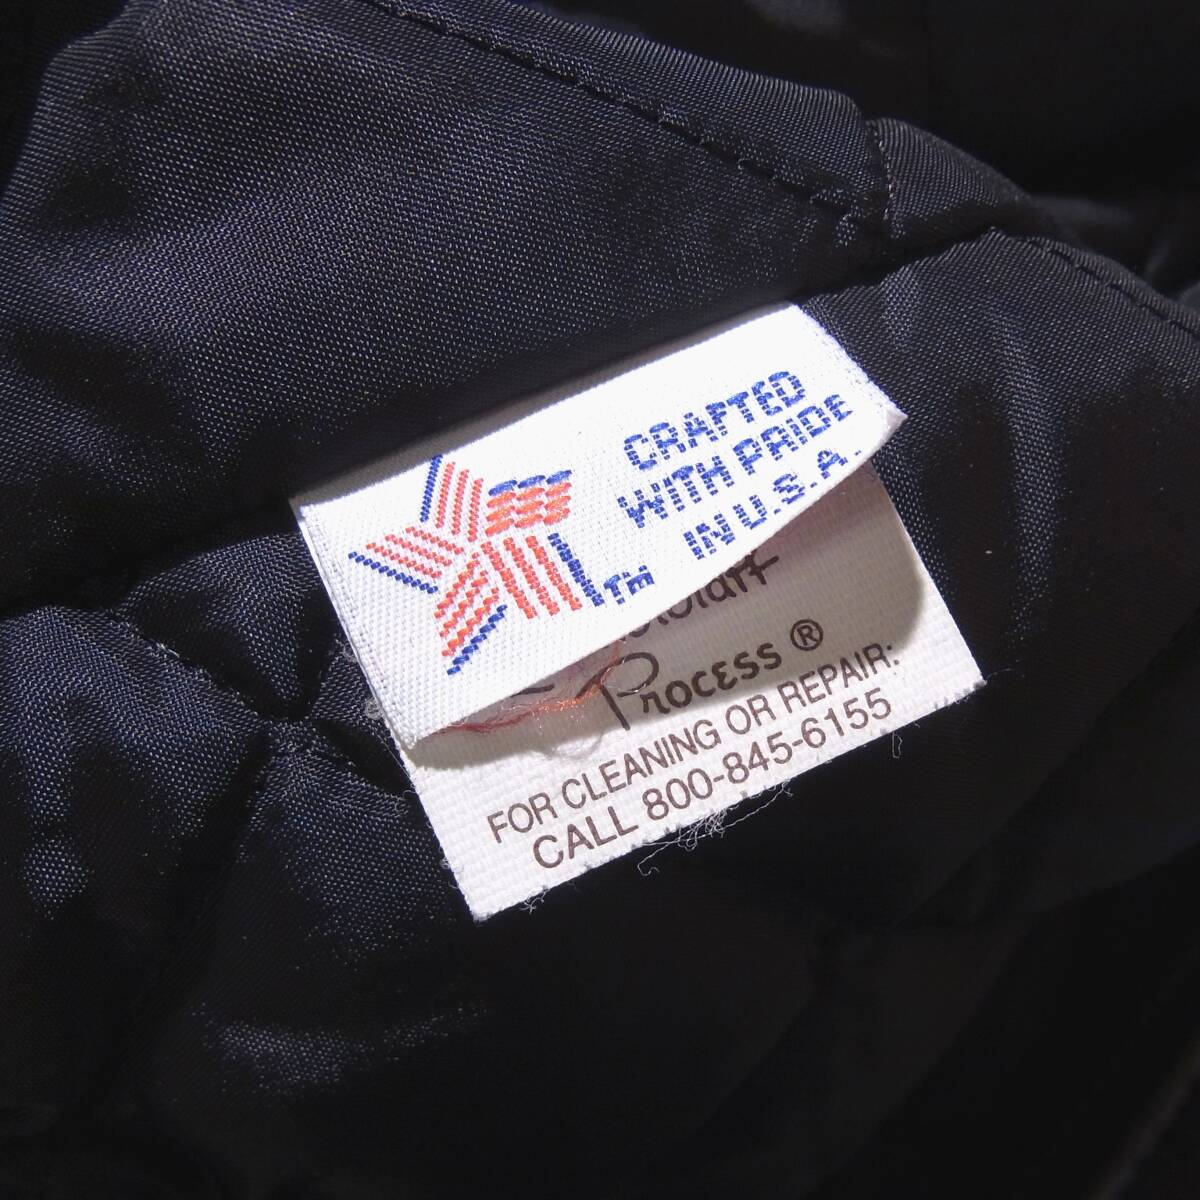 CRAFTED
WITH PRIDE
IN U.S.A.
TM
Process ®
FOR CLEANING OR REPAIR:
CALL 800-845-6155